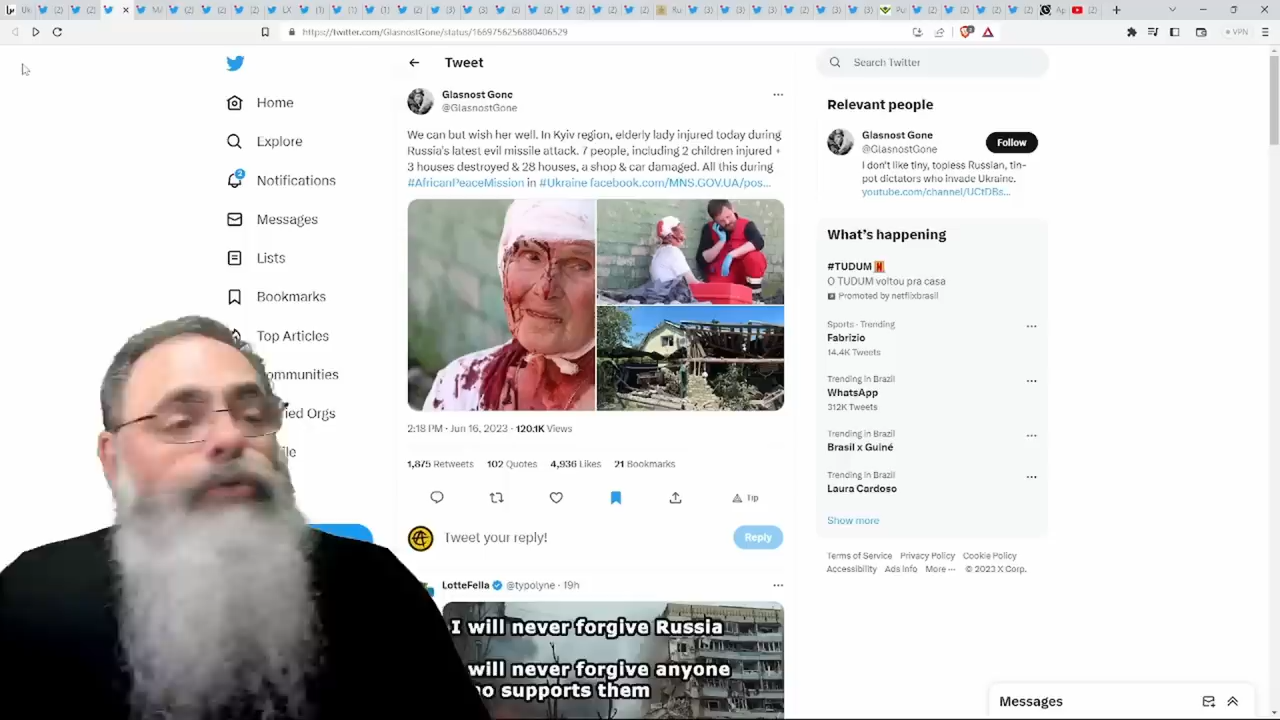 https://twitter.com/GlasnostGone/status/1669756256880406529
VPN
Home
Explore
2
Notifications
Messages
Lists
Bookmarks
Top Articles
Tweet
Glasnost Gone
@GlasnostGone
We can but wish her well. In Kyiv region, elderly lady injured today during
Russia's latest evil missile attack. 7 people, including 2 children injured +
3 houses destroyed & 28 houses, a shop & car damaged. All this during
#AfricanPeaceMission in #Ukraine facebook.com/MNS.GOV.UA/pos...
2:18 PM · Jun 16, 2023 · 120.1K Views
1,875 Retweets 102 Quotes 4,936 Likes 21 Bookmarks
Tip
Tweet your reply!
Reply
LotteFella @typolyne · 19h
I will never forgive Russia
will never forgive anyone
supports them
Search Twitter
Relevant people
Glasnost Gone
@GlasnostGone
Follow
I don't like tiny, topless Russian, tin-
pot dictators who invade Ukraine.
youtube.com/channel/UCtDBs...
What's happening
#TUDUM
O TUDUM voltou pra casa
Promoted by netflixbrasil
Sports · Trending
Fabrizio
14.4K Tweets
Trending in Brazil
WhatsApp
312K Tweets
Trending in Brazil
Brasil x Guiné
Trending in Brazil
Laura Cardoso
Show more
Terms of Service Privacy Policy Cookie Policy
Accessibility Ads info More ··· © 2023 X Corp.
Messages